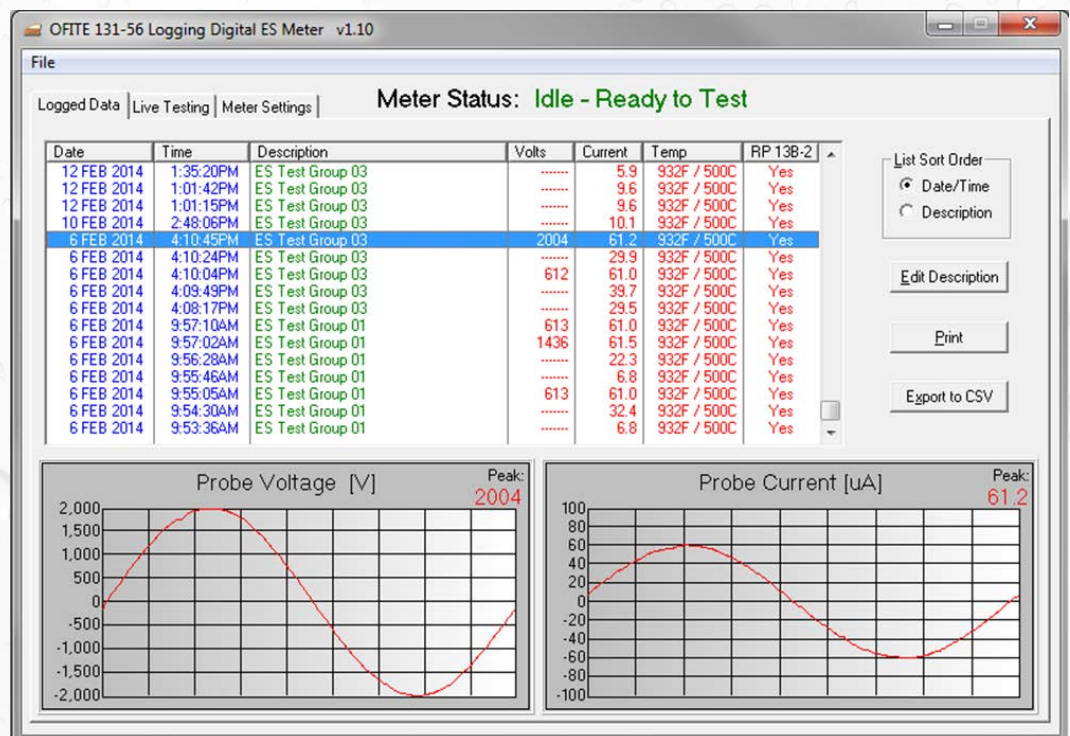 OFITE 131-56 Logging Digital ES Meter v1.10
File
Logged Data Live Testing Meter Settings Meter Status: Idle - Ready to Test
Date Time Description Volts Current Temp RP 13B-2
12 FEB 2014 1:35:20PM ES Test Group 03 ------ 5.9 932F / 500C Yes
12 FEB 2014 1:01:42PM ES Test Group 03 ------ 9.6 932F / 500C Yes
12 FEB 2014 1:01:15PM ES Test Group 03 ------ 9.6 932F / 500C Yes
10 FEB 2014 2:48:06PM ES Test Group 03 ------ 10.1 932F / 500C Yes
6 FEB 2014 4:10:45PM ES Test Group 03 2004 61.2 932F / 500C Yes
6 FEB 2014 4:10:24PM ES Test Group 03 ------ 29.9 932F / 500C Yes
6 FEB 2014 4:10:04PM ES Test Group 03 612 61.0 932F / 500C Yes
6 FEB 2014 4:09:49PM ES Test Group 03 ------ 39.7 932F / 500C Yes
6 FEB 2014 4:08:17PM ES Test Group 03 ------ 29.5 932F / 500C Yes
6 FEB 2014 9:57:10AM ES Test Group 01 613 61.0 932F / 500C Yes
6 FEB 2014 9:57:02AM ES Test Group 01 1436 61.5 932F / 500C Yes
6 FEB 2014 9:56:28AM ES Test Group 01 ------ 22.3 932F / 500C Yes
6 FEB 2014 9:55:46AM ES Test Group 01 ------ 6.8 932F / 500C Yes
6 FEB 2014 9:55:05AM ES Test Group 01 613 61.0 932F / 500C Yes
6 FEB 2014 9:54:30AM ES Test Group 01 ------ 32.4 932F / 500C Yes
6 FEB 2014 9:53:36AM ES Test Group 01 ------ 6.8 932F / 500C Yes
List Sort Order
Date/Time
Description
Edit Description
Print
Export to CSV
Probe Voltage [V]
Peak:
2004
2,000
1,500
1,000
500
0
-500
-1,000
-1,500
-2,000
Probe Current [uA]
Peak:
61.2
100
80
60
40
20
0
-20
-40
-60
-80
-100